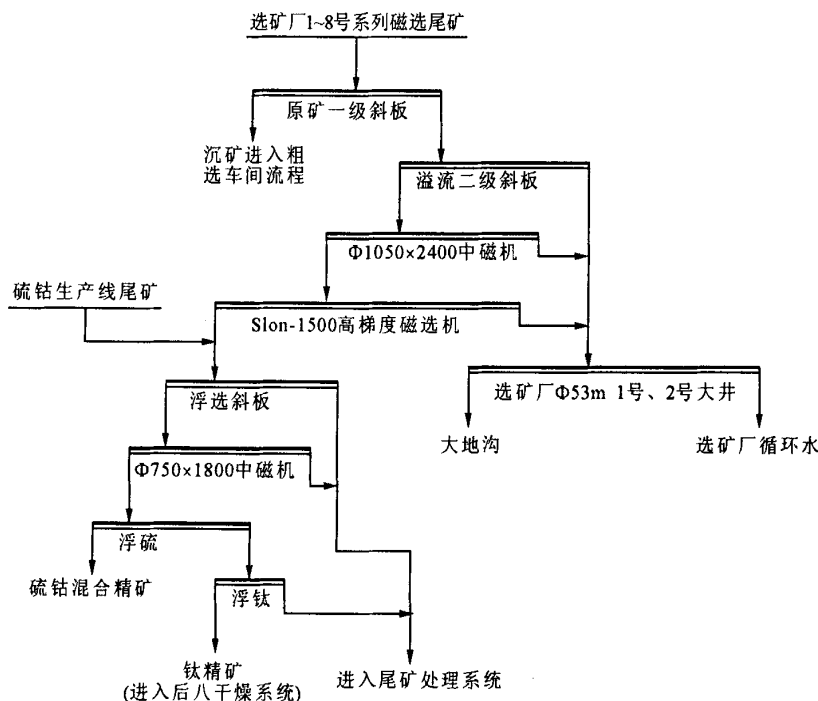 选矿厂1~8号系列磁选尾矿
原矿一级斜板
沉矿进入粗
选车间流程
溢流二级斜板
Φ1050×2400中磁机
硫钴生产线尾矿
Slon-1500高梯度磁选机
浮选斜板
选矿厂Φ53m 1号、2号大井
大地沟
选矿厂循环水
Φ750×1800中磁机
浮硫
硫钴混合精矿
浮钛
钛精矿
(进入后八干燥系统)
进入尾矿处理系统